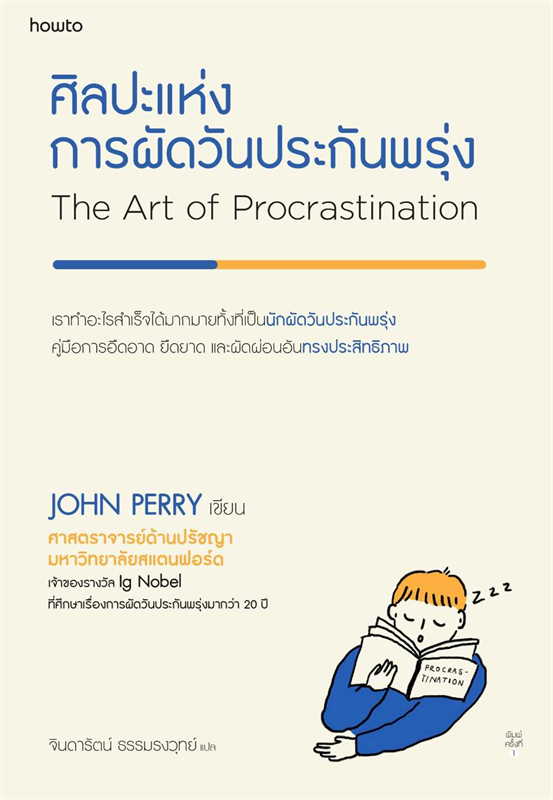 howto
ศิลปะแห่ง
การผัดวันประกันพรุ่ง
The Art of Procrastination
เราทำอะไรสำเร็จได้มากมายทั้งที่เป็นนักผัดวันประกันพรุ่ง
คู่มือการอืดอาด ยืดยาด และผัดผ่อนอันทรงประสิทธิภาพ
JOHN PERRY เขียน
ศาสตราจารย์ด้านปรัชญา
มหาวิทยาลัยสแตนฟอร์ด
เจ้าของรางวัล Ig Nobel
ที่ศึกษาเรื่องการผัดวันประกันพรุ่งมากว่า 20 ปี
z z z
PROCRAS-
TINATION
จินดารัตน์ ธรรมรงวุทย์ แปล
พิมพ์
ครั้งที่
1